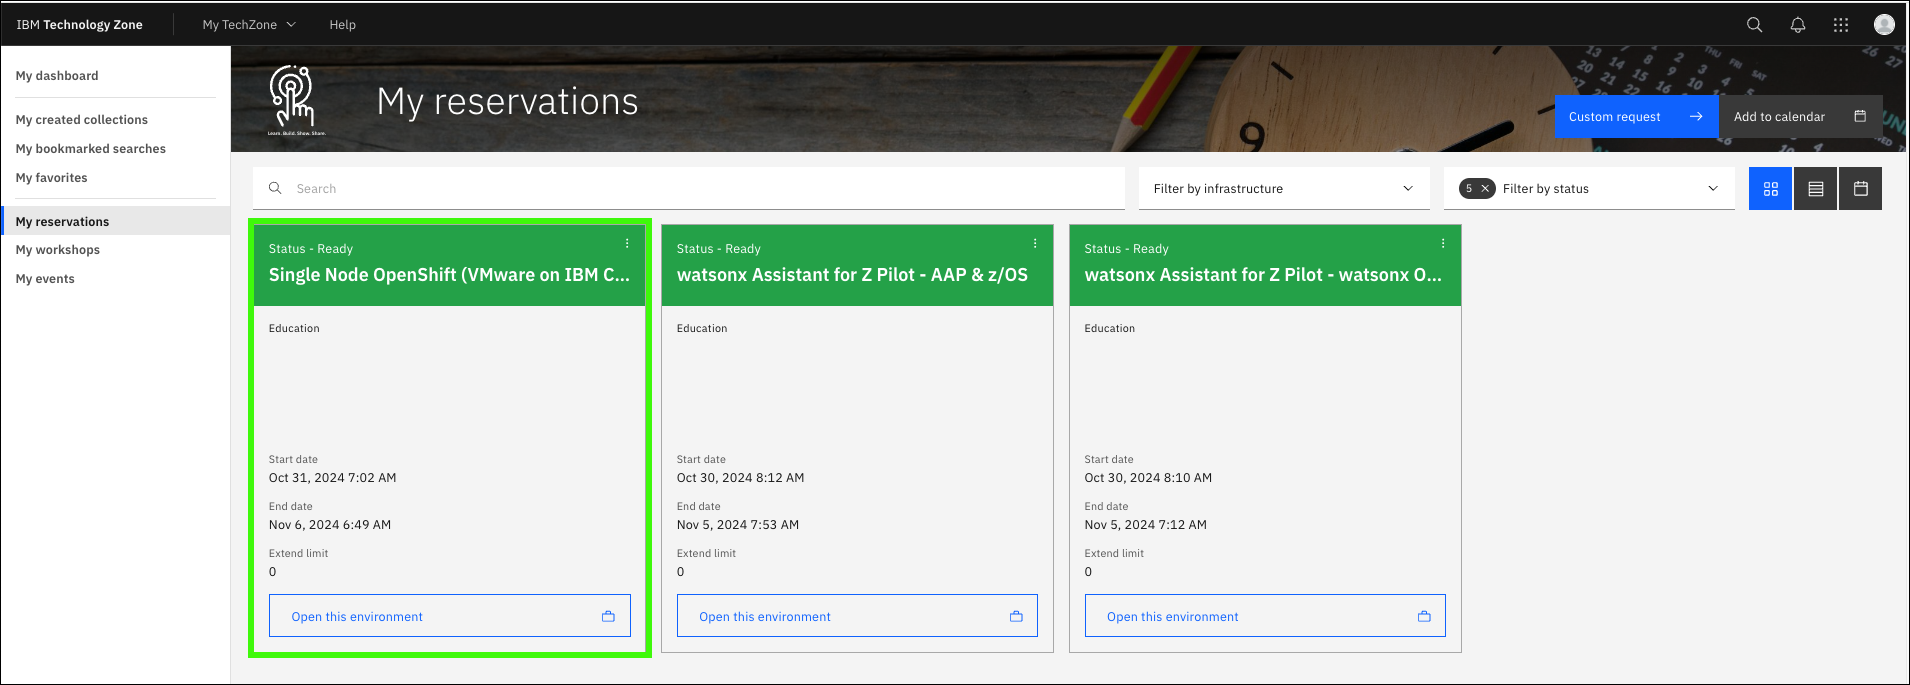 IBM Technology Zone
My TechZone
Help
My dashboard
My created collections
My bookmarked searches
My favorites
My reservations
My workshops
My events
Learn. Build. Show. Share.
My reservations
Custom request
Add to calendar
Search
Filter by infrastructure
5 × Filter by status
Status - Ready
Single Node OpenShift (VMware on IBM C...
Education
Start date
Oct 31, 2024 7:02 AM
End date
Nov 6, 2024 6:49 AM
Extend limit
0
Open this environment
Status - Ready
watsonx Assistant for Z Pilot - AAP & z/OS
Education
Start date
Oct 30, 2024 8:12 AM
End date
Nov 5, 2024 7:53 AM
Extend limit
0
Open this environment
Status - Ready
watsonx Assistant for Z Pilot - watsonx O...
Education
Start date
Oct 30, 2024 8:10 AM
End date
Nov 5, 2024 7:12 AM
Extend limit
0
Open this environment